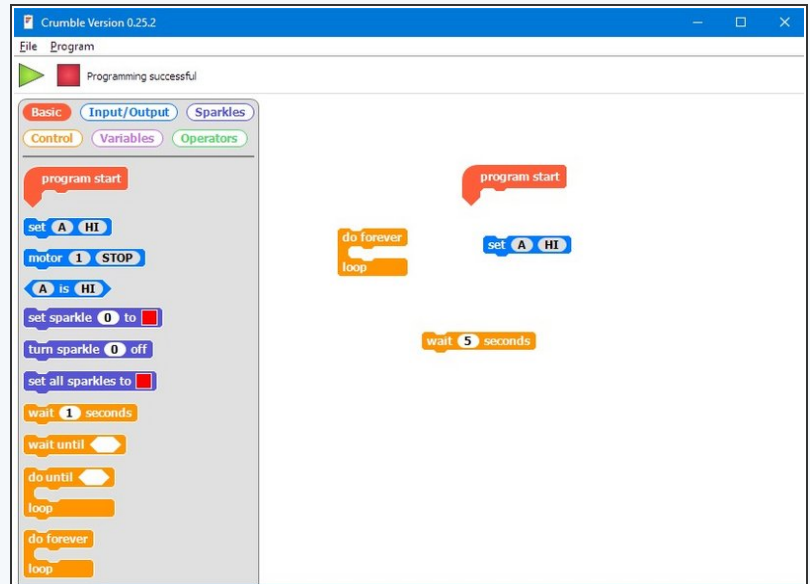 Crumble Version 0.25.2
File Program
Programming successful
Basic Input/Output Sparkles
Control Variables Operators
program start
set A HI
motor 1 STOP
A is HI
set sparkle 0 to
turn sparkle 0 off
set all sparkles to
wait 1 seconds
wait until
do until
loop
do forever
loop
program start
do forever
loop
set A HI
wait 5 seconds